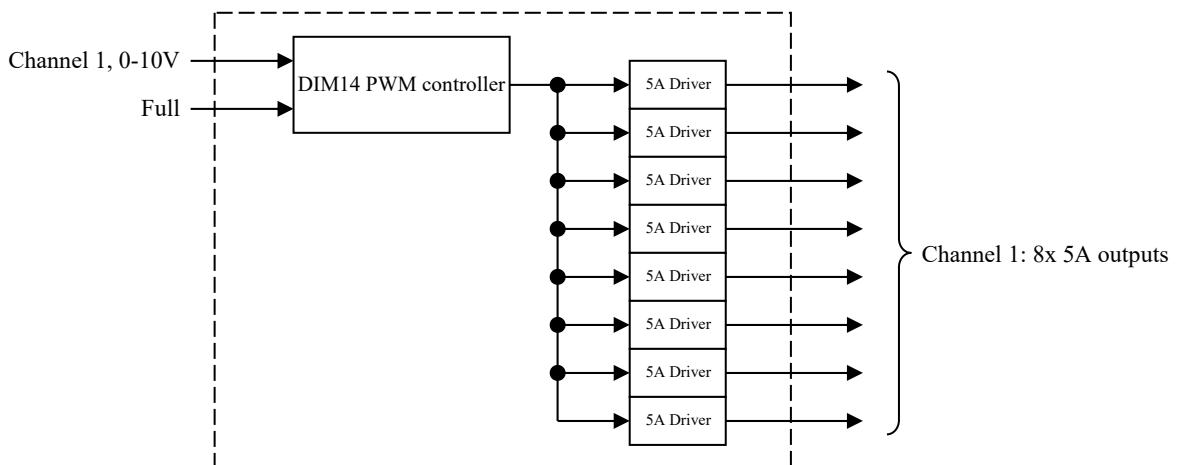 Channel 1, 0-10V
Full
DIM14 PWM controller
5A Driver
5A Driver
5A Driver
5A Driver
5A Driver
5A Driver
5A Driver
5A Driver
Channel 1: 8x 5A outputs